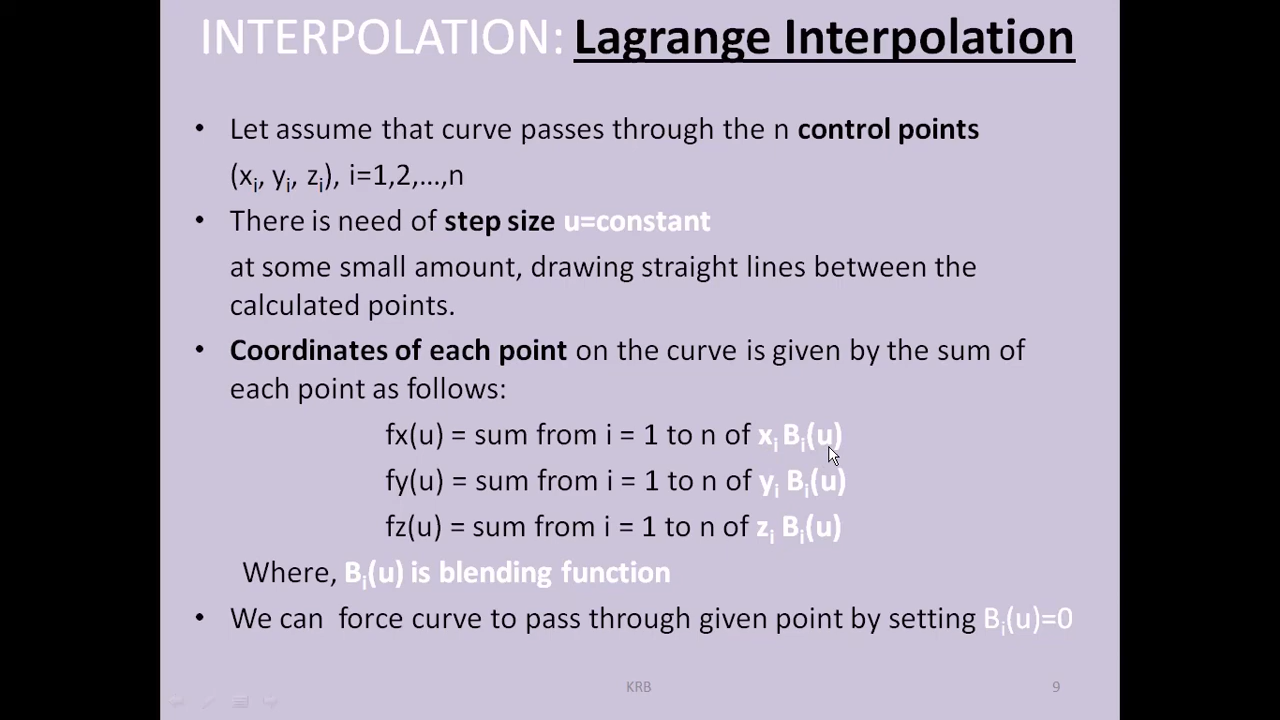 INTERPOLATION: Lagrange Interpolation
• Let assume that curve passes through the n control points
(xi, yi, zi), i=1,2,...,n
• There is need of step size u=constant
at some small amount, drawing straight lines between the
calculated points.
• Coordinates of each point on the curve is given by the sum of
each point as follows:
fx(u) = sum from i = 1 to n of xi Bi(u)
fy(u) = sum from i = 1 to n of yi Bi(u)
fz(u) = sum from i = 1 to n of zi Bi(u)
Where, Bi(u) is blending function
• We can force curve to pass through given point by setting Bi(u)=0
KRB
9